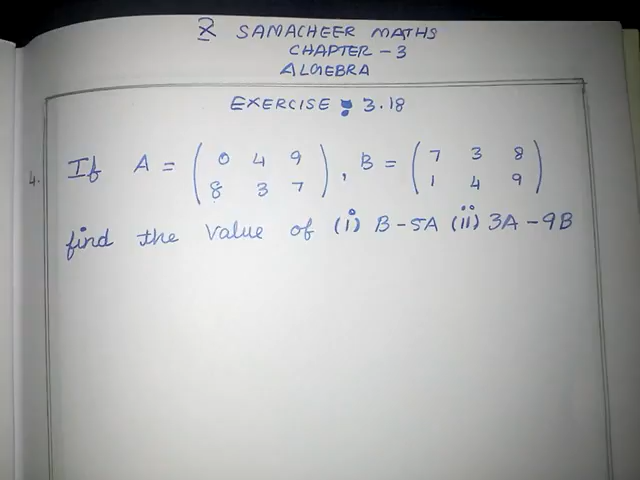 X SAMACHEER MATHS
CHAPTER - 3
ALGEBRA
EXERCISE : 3.18
4. If A = ( 0 4 9 ) , B = ( 7 3 8 )
( 8 3 7 ) ( 1 4 9 )
find the value of (i) B - 5A (ii) 3A - 9B